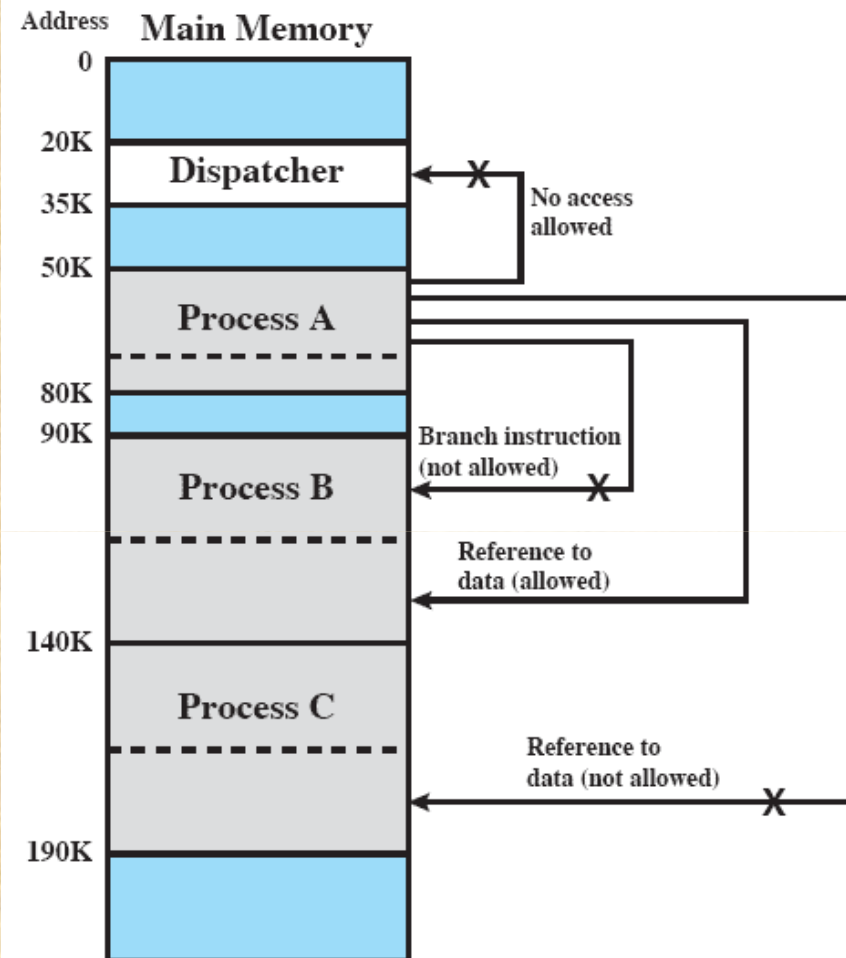 Address
Main Memory
0
20K
Dispatcher
35K
No access
allowed
50K
Process A
80K
90K
Branch instruction
(not allowed)
X
Process B
X
Reference to
data (allowed)
140K
Process C
Reference to
data (not allowed)
X
190K